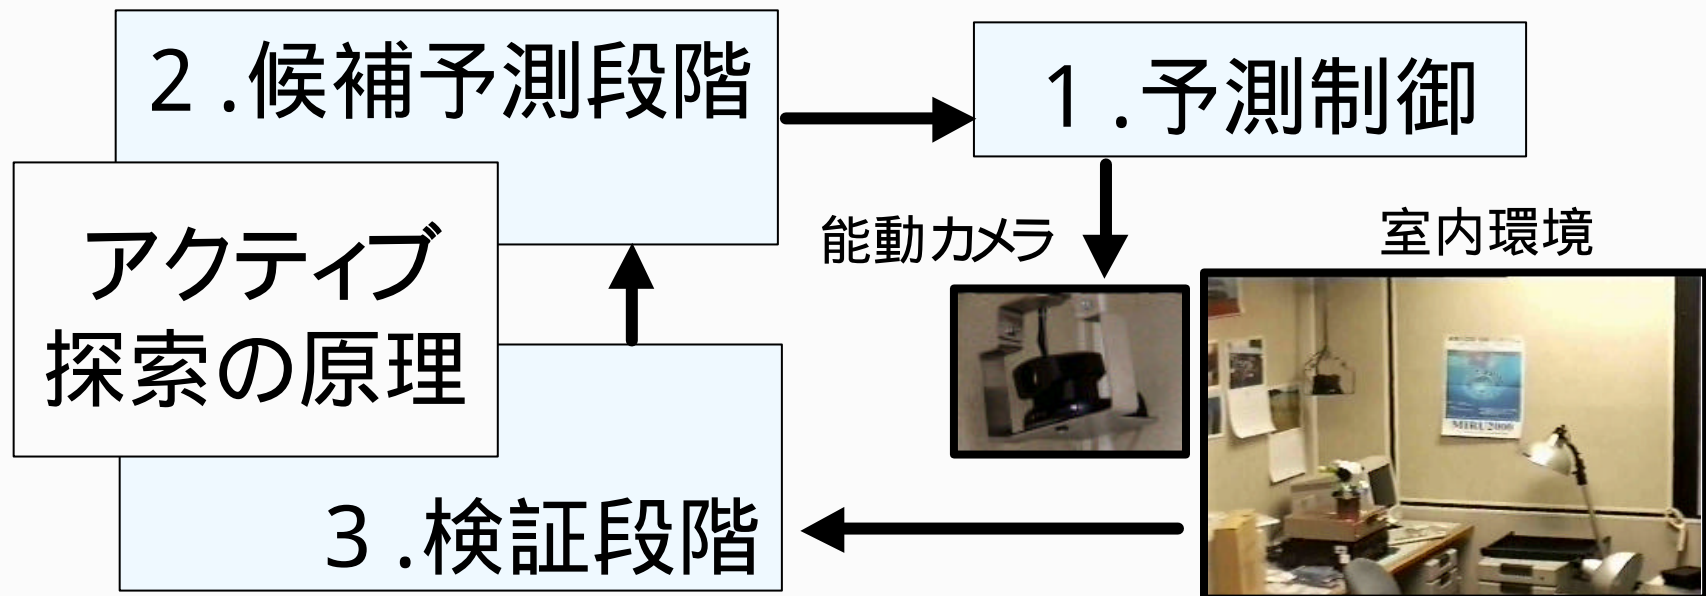 2.候補予測段階
1.予測制御
能動カメラ
室内環境
アクティブ
探索の原理
MIRU2000
3.検証段階